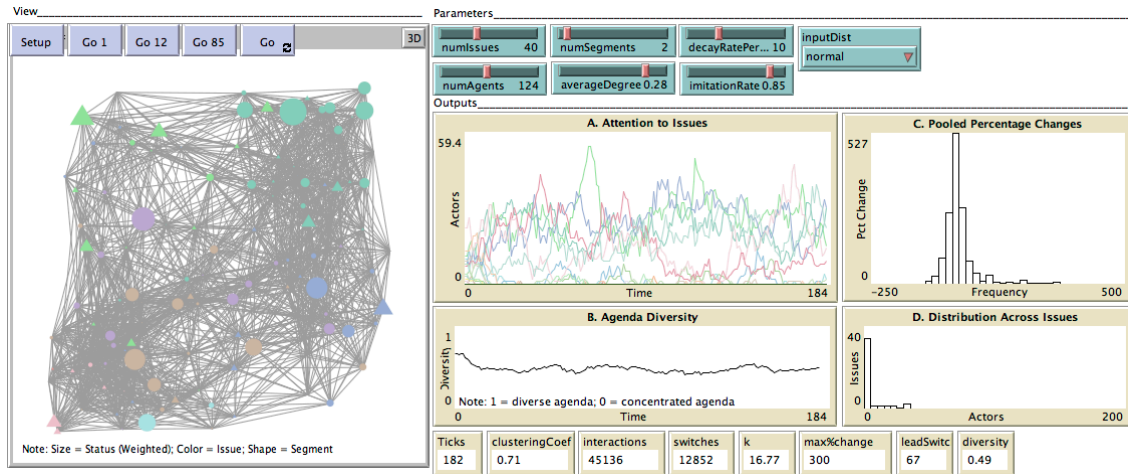 View
Setup
Go 1
Go 12
Go 85
Go
3D
Note: Size = Status (Weighted); Color = Issue; Shape = Segment
Parameters
numIssues 40
numSegments 2
decayRatePer... 10
inputDist
normal
numAgents 124
averageDegree 0.28
imitationRate 0.85
Outputs
A. Attention to Issues
59.4
Actors
0
0
Time
184
C. Pooled Percentage Changes
527
Pct Change
0
-250
Frequency
500
B. Agenda Diversity
1
Diversity
0
Note: 1 = diverse agenda; 0 = concentrated agenda
0
Time
184
D. Distribution Across Issues
40
Issues
0
0
Actors
200
Ticks
182
clusteringCoef
0.71
interactions
45136
switches
12852
k
16.77
max%change
300
leadSwitc
67
diversity
0.49